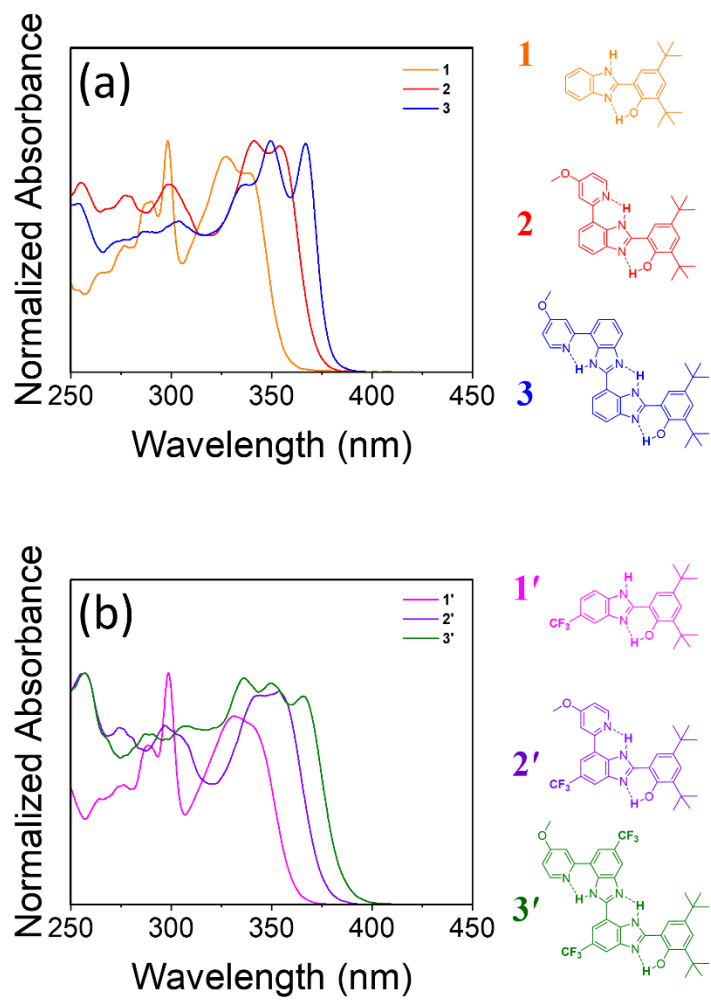 (a)
1
2
3
Normalized Absorbance
250 300 350 400 450
Wavelength (nm)
1
H
N
N
H
O
2
O
N
H
N
N
H
O
3
O
N
H
N
N
H
N
N
H
O
(b)
1'
2'
3'
Normalized Absorbance
250 300 350 400 450
Wavelength (nm)
1'
H
N
CF3
N
H
O
2'
O
N
H
N
CF3
N
H
O
3'
CF3
O
N
H
N
N
H
N
CF3
N
H
O